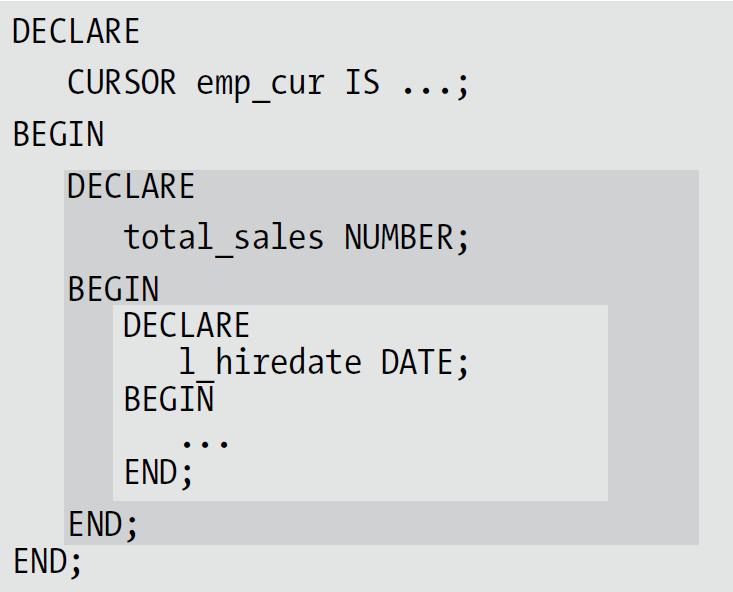 DECLARE
CURSOR emp_cur IS ...;
BEGIN
DECLARE
total_sales NUMBER;
BEGIN
DECLARE
l_hiredate DATE;
BEGIN
...
END;
END;
END;